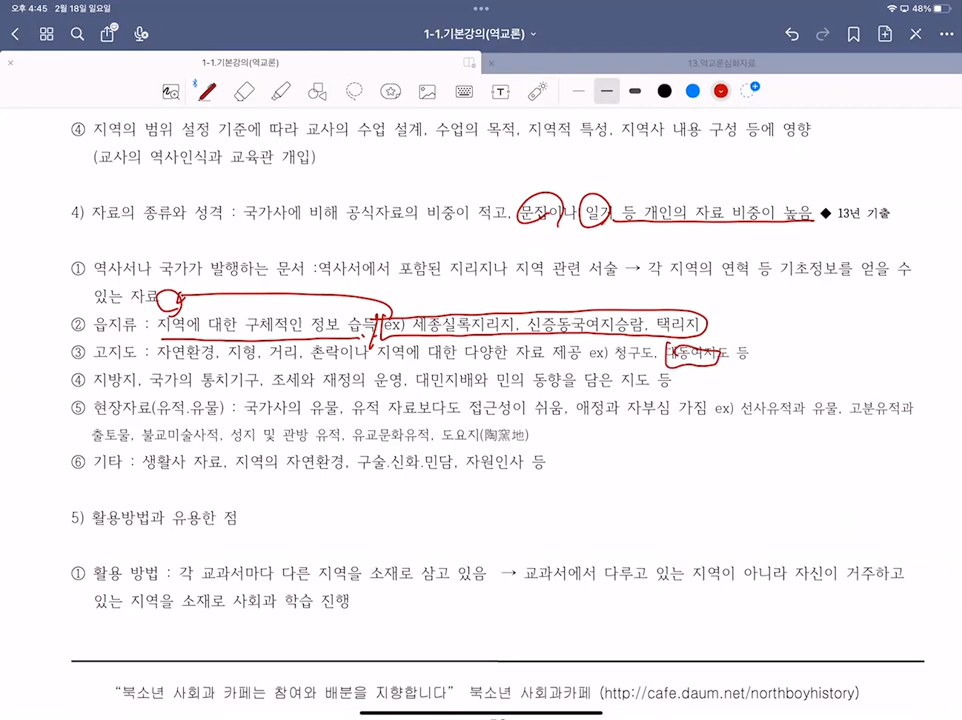 오후 4:45 2월 18일 일요일 48%
1-1.기본강의(역교론)
1-1.기본강의(역교론) 13.역교론심화자료
④ 지역의 범위 설정 기준에 따라 교사의 수업 설계, 수업의 목적, 지역적 특성, 지역사 내용 구성 등에 영향
(교사의 역사인식과 교육관 개입)
4) 자료의 종류와 성격 : 국가사에 비해 공식자료의 비중이 적고, 문집이나 일기 등 개인의 자료 비중이 높음 ◆ 13년 기출
① 역사서나 국가가 발행하는 문서 :역사서에서 포함된 지리지나 지역 관련 서술 → 각 지역의 연혁 등 기초정보를 얻을 수
있는 자료
② 읍지류 : 지역에 대한 구체적인 정보 습득 ex) 세종실록지리지, 신증동국여지승람, 택리지
③ 고지도 : 자연환경, 지형, 거리, 촌락이나 지역에 대한 다양한 자료 제공 ex) 청구도, 대동여지도 등
④ 지방지, 국가의 통치기구, 조세와 재정의 운영, 대민지배와 민의 동향을 담은 지도 등
⑤ 현장자료(유적.유물) : 국가사의 유물, 유적 자료보다도 접근성이 쉬움, 애정과 자부심 가짐 ex) 선사유적과 유물, 고분유적과
출토물, 불교미술사적, 성지 및 관방 유적, 유교문화유적, 도요지(陶窯地)
⑥ 기타 : 생활사 자료, 지역의 자연환경, 구술.신화.민담, 자원인사 등
5) 활용방법과 유용한 점
① 활용 방법 : 각 교과서마다 다른 지역을 소재로 삼고 있음 → 교과서에서 다루고 있는 지역이 아니라 자신이 거주하고
있는 지역을 소재로 사회과 학습 진행
“북소년 사회과 카페는 참여와 배분을 지향합니다” 북소년 사회과카페 (http://cafe.daum.net/northboyhistory)